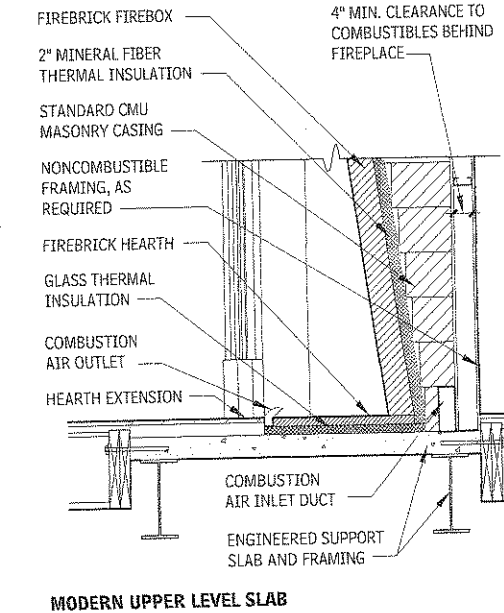 FIREBRICK FIREBOX
2" MINERAL FIBER
THERMAL INSULATION
STANDARD CMU
MASONRY CASING
NONCOMBUSTIBLE
FRAMING, AS
REQUIRED
FIREBRICK HEARTH
GLASS THERMAL
INSULATION
COMBUSTION
AIR OUTLET
HEARTH EXTENSION
4" MIN. CLEARANCE TO
COMBUSTIBLES BEHIND
FIREPLACE
COMBUSTION
AIR INLET DUCT
ENGINEERED SUPPORT
SLAB AND FRAMING
MODERN UPPER LEVEL SLAB